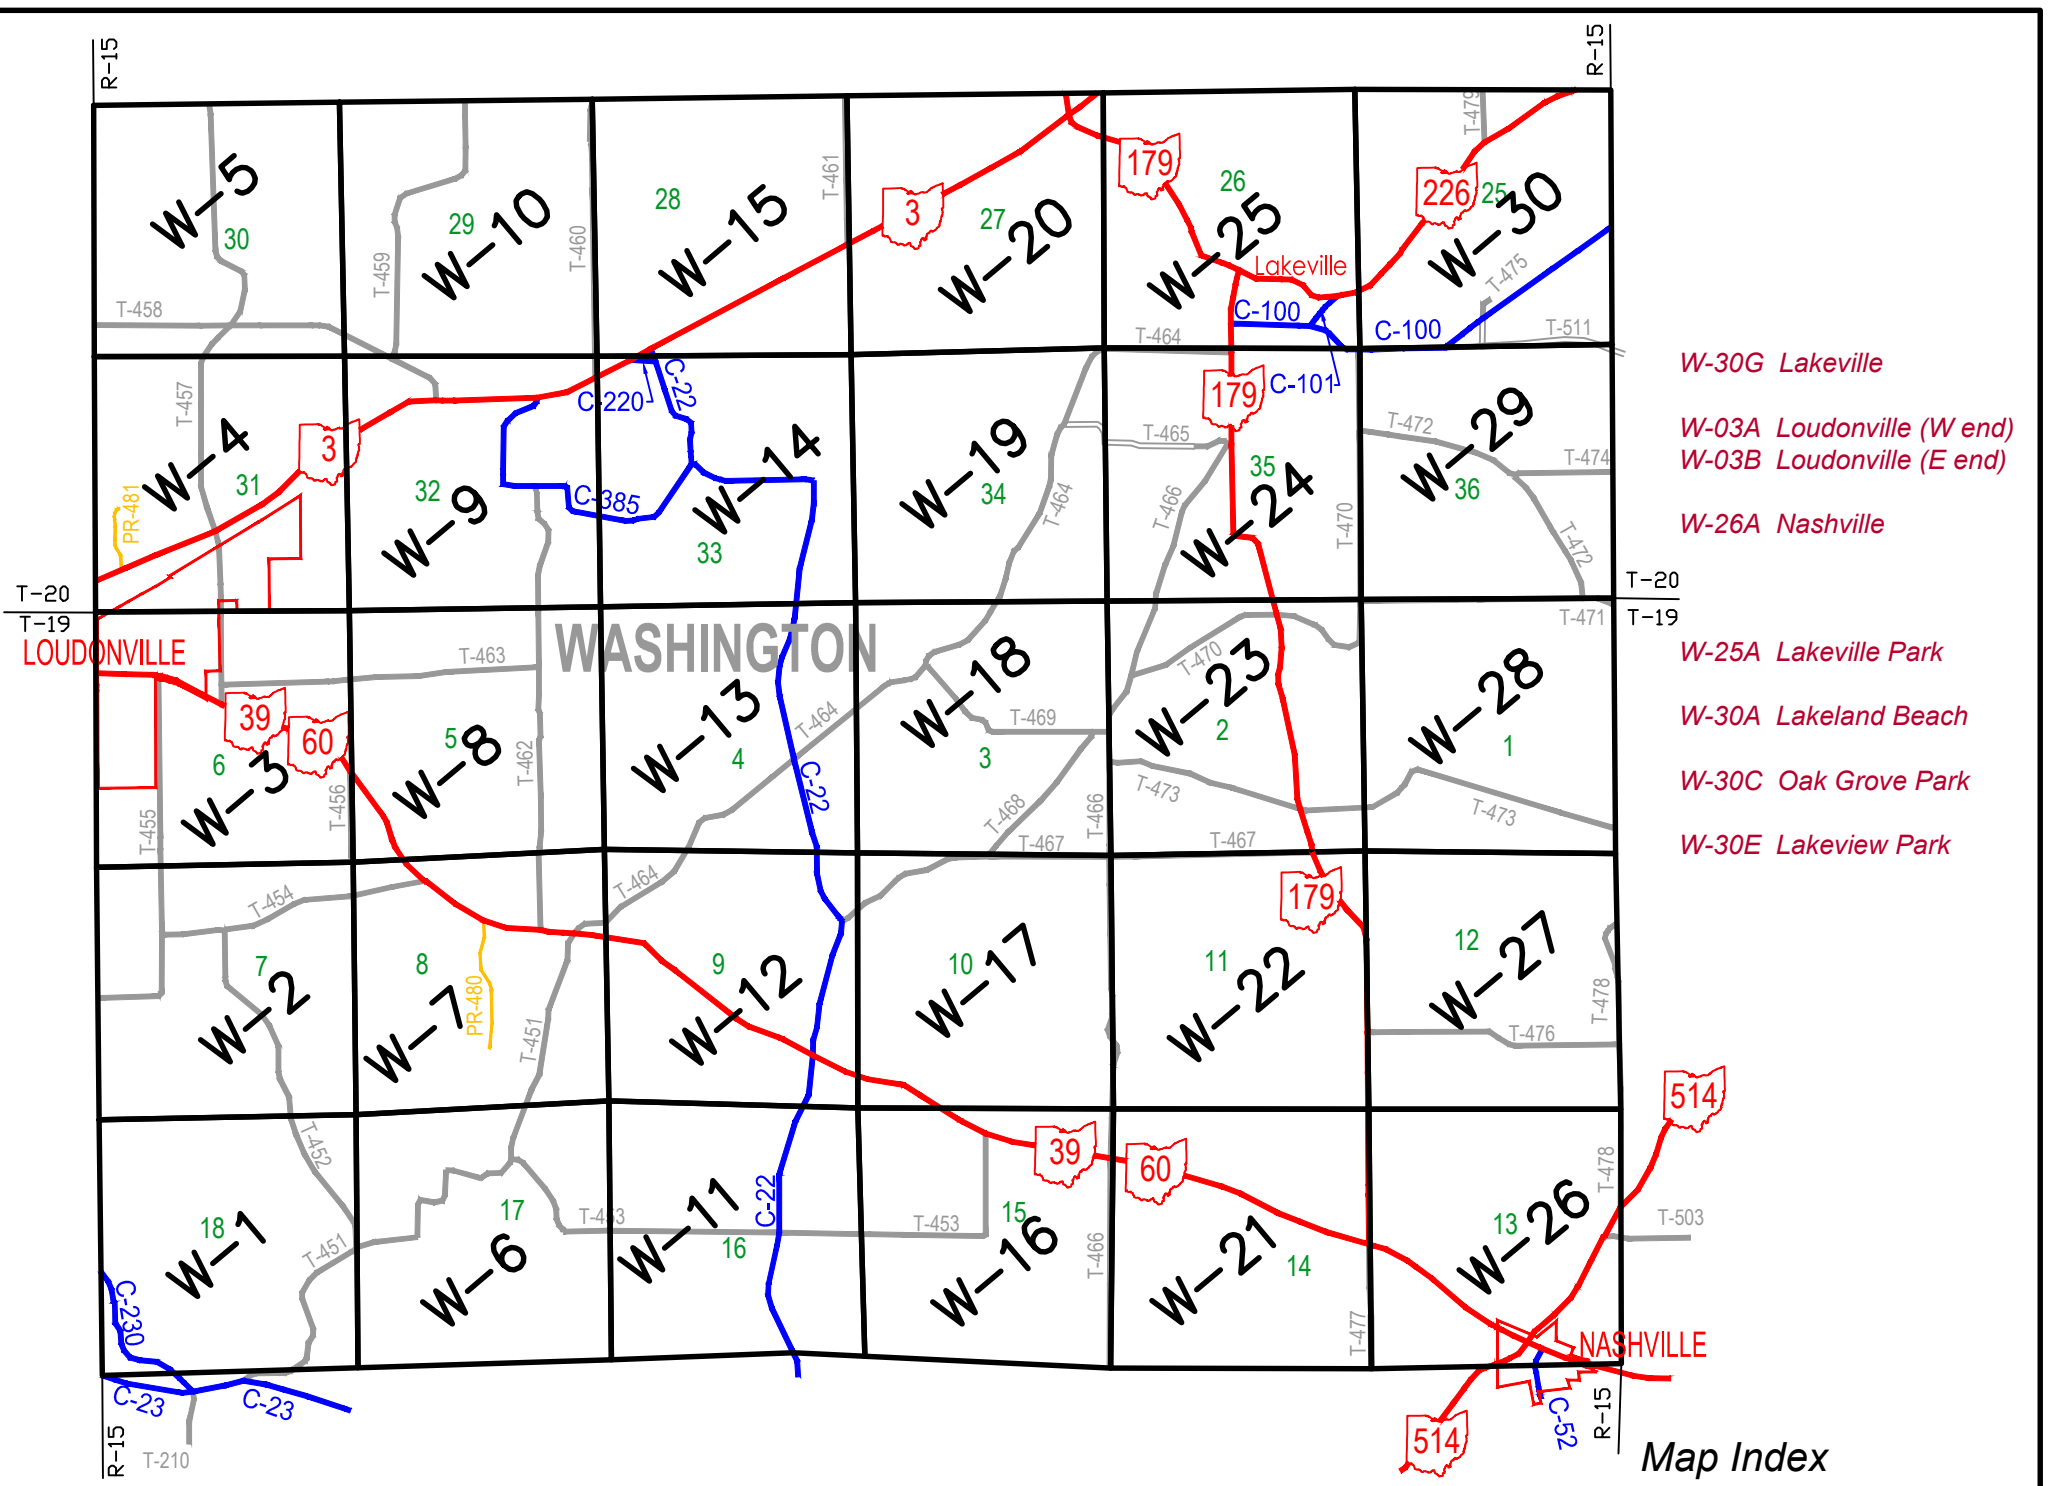 R-15
R-15
T-479
179
226
3
T-461
W-5
30
29
W-10
28
W-15
27
W-20
26
W-25
25
W-30
T-460
T-459
T-458
Lakeville
T-475
C-100
C-100
T-511
T-464
W-30G Lakeville
T-457
C-220
C-22
179
C-101
3
W-4
31
32
W-9
W-14
33
W-19
34
T-465
35
W-24
W-29
36
T-472
T-474
W-03A Loudonville (W end)
W-03B Loudonville (E end)
PR-481
C-385
T-464
T-466
T-470
T-472
W-26A Nashville
T-20
T-19
T-20
T-19
T-471
LOUDONVILLE
WASHINGTON
T-463
T-470
W-25A Lakeville Park
39
60
6
W-3
5
W-8
W-13
4
W-18
3
W-23
2
W-28
1
T-464
T-469
W-30A Lakeland Beach
T-455
T-456
T-462
C-22
T-468
T-466
T-473
T-473
W-30C Oak Grove Park
T-467
T-467
W-30E Lakeview Park
T-454
T-464
179
7
W-2
8
W-7
9
W-12
10
W-17
11
W-22
12
W-27
PR-480
T-451
T-478
T-476
514
T-452
39
60
T-478
18
W-1
17
W-6
W-11
16
15
W-16
W-21
14
13
W-26
T-453
C-22
T-453
T-466
T-503
T-451
C-230
T-477
NASHVILLE
C-23
C-23
C-52
514
R-15
T-210
R-15
Map Index